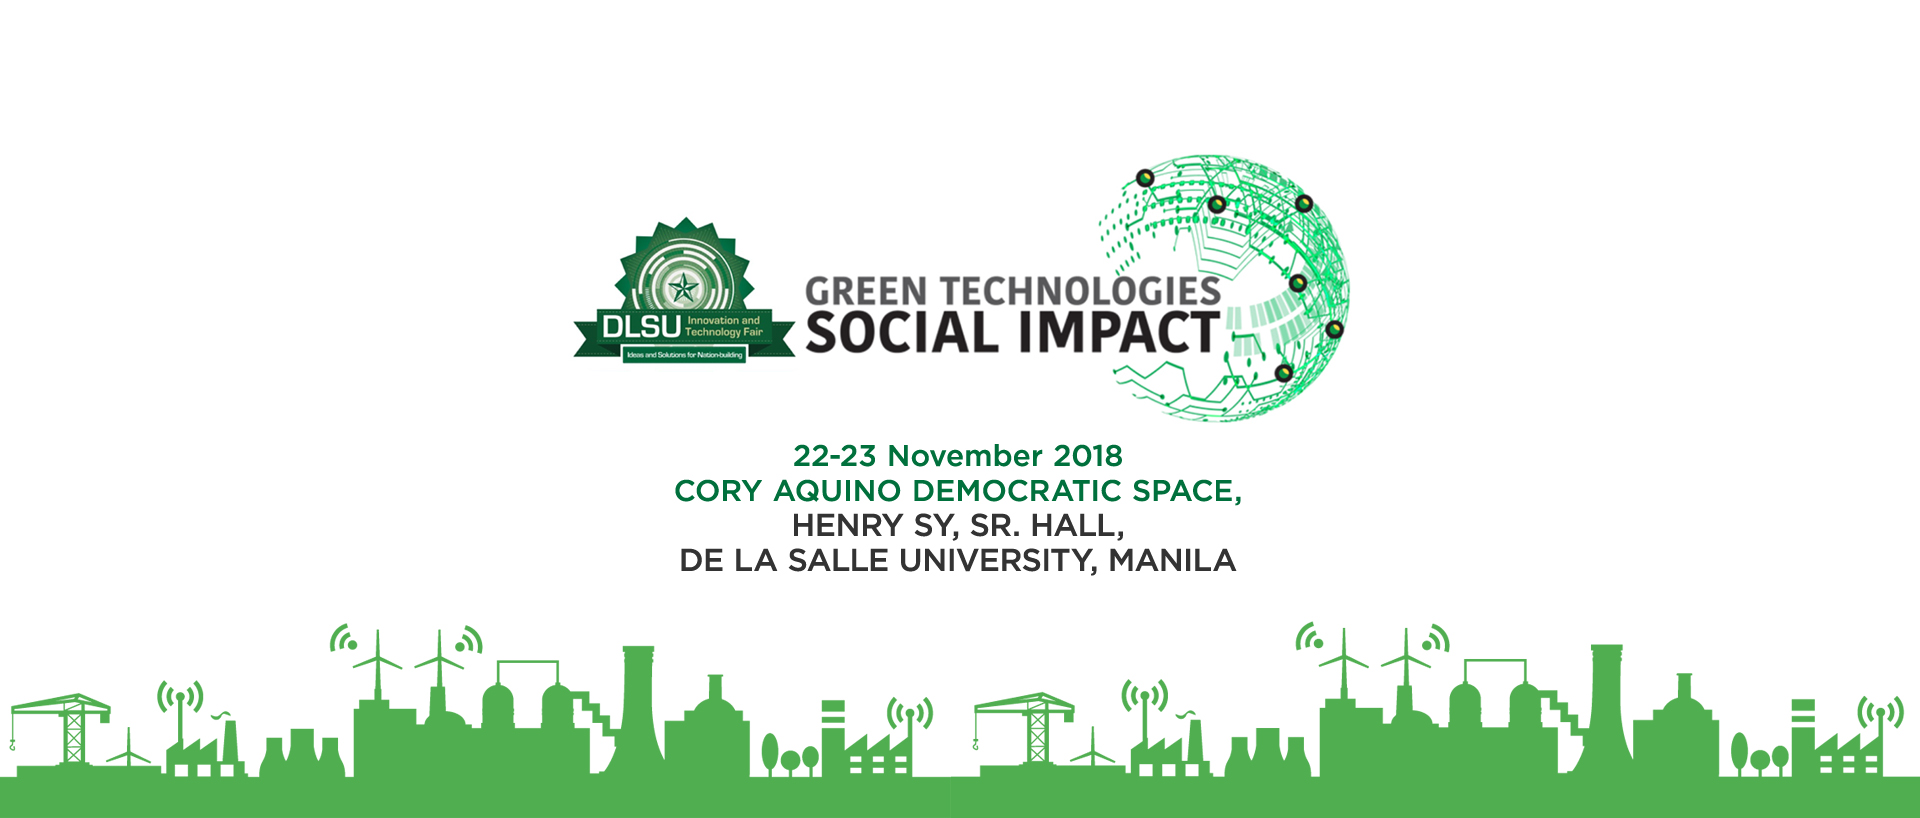 DLSU Innovation and
Technology Fair
Ideas and Solutions for Nation-building
GREEN TECHNOLOGIES
SOCIAL IMPACT
22-23 November 2018
CORY AQUINO DEMOCRATIC SPACE,
HENRY SY, SR. HALL,
DE LA SALLE UNIVERSITY, MANILA